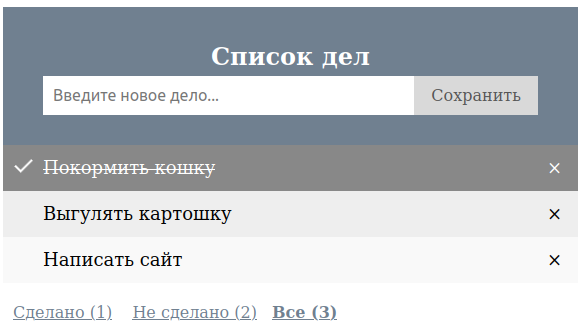 Список дел
Введите новое дело... Сохранить
Покормить кошку ×
Выгулять картошку ×
Написать сайт ×
Сделано (1) Не сделано (2) Все (3)